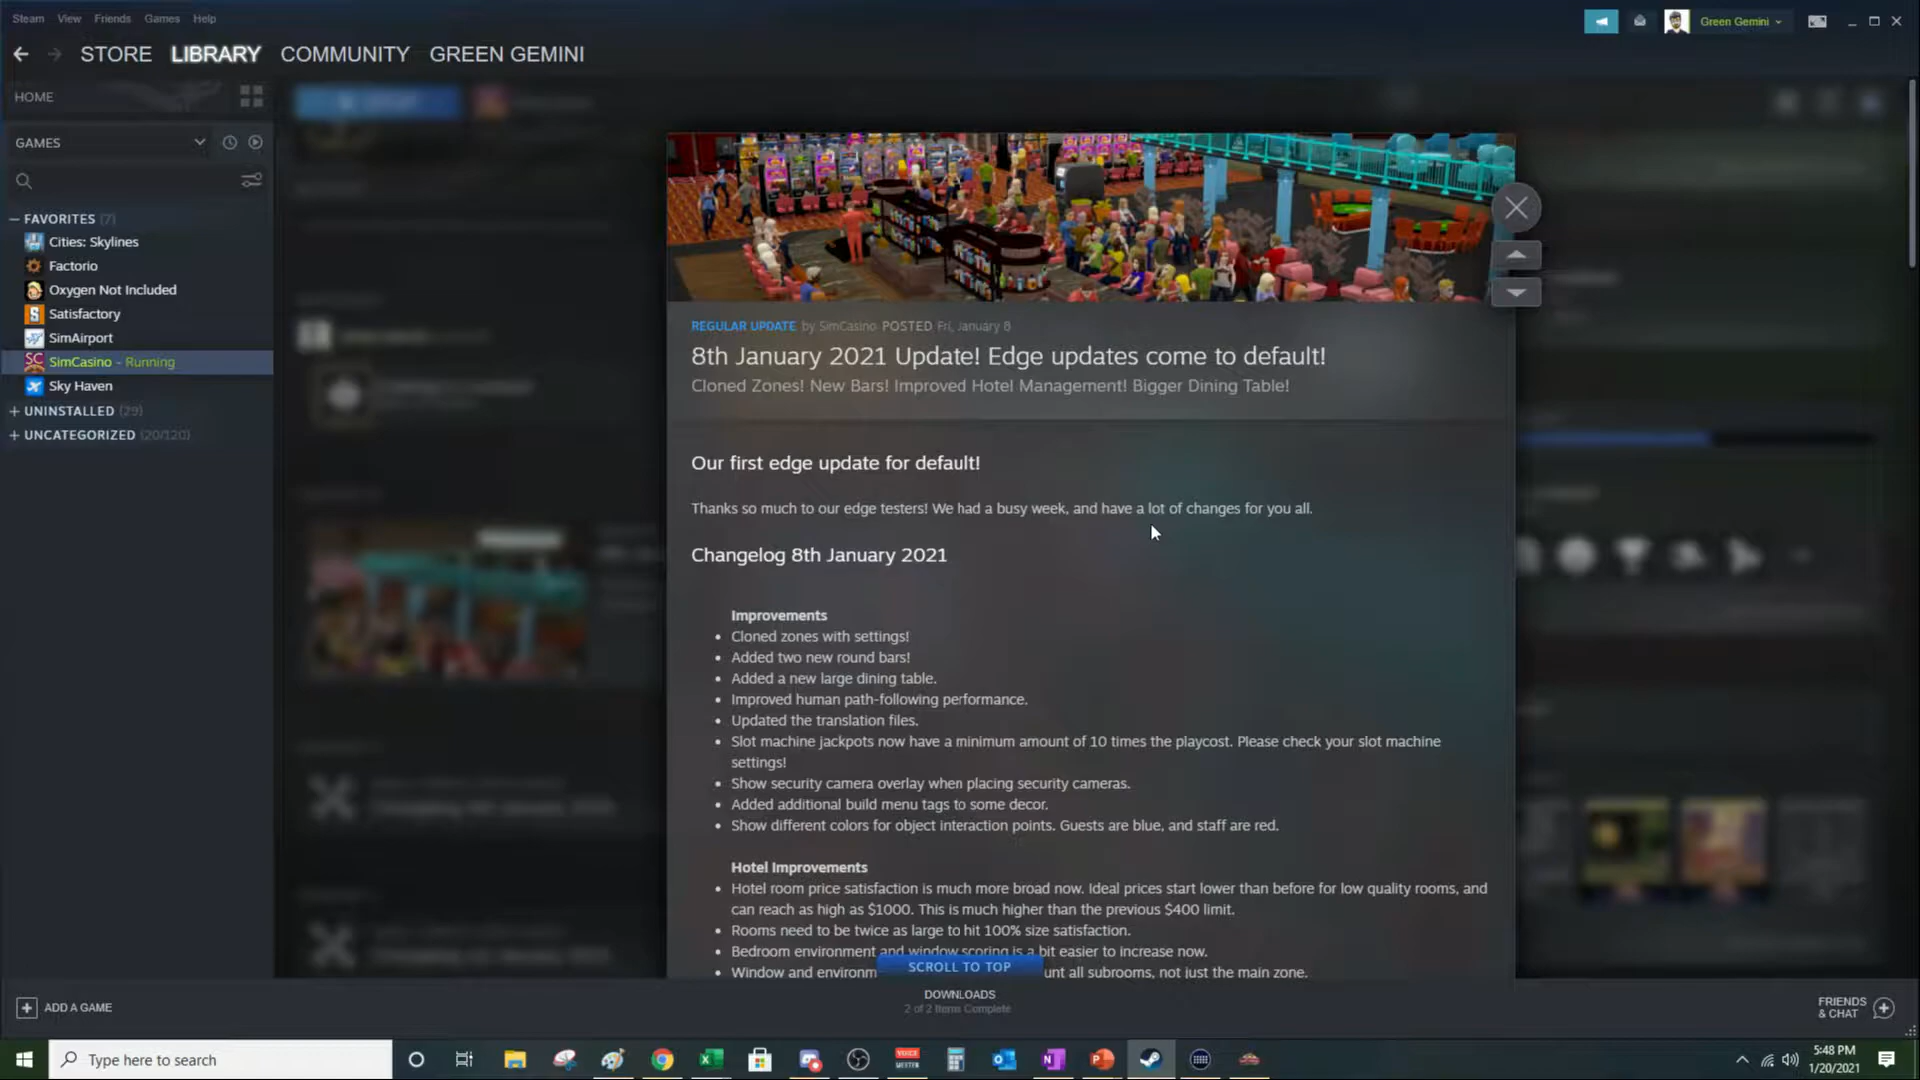 Steam View Friends Games Help
Green Gemini
STORE LIBRARY COMMUNITY GREEN GEMINI
HOME
GAMES
FAVORITES (7)
Cities: Skylines
Factorio
Oxygen Not Included
Satisfactory
SimAirport
SimCasino - Running
Sky Haven
UNINSTALLED (29)
UNCATEGORIZED (20/120)
REGULAR UPDATE by SimCasino POSTED Fri, January 8
8th January 2021 Update! Edge updates come to default!
Cloned Zones! New Bars! Improved Hotel Management! Bigger Dining Table!
Our first edge update for default!
Thanks so much to our edge testers! We had a busy week, and have a lot of changes for you all.
Changelog 8th January 2021
Improvements
• Cloned zones with settings!
• Added two new round bars!
• Added a new large dining table.
• Improved human path-following performance.
• Updated the translation files.
• Slot machine jackpots now have a minimum amount of 10 times the playcost. Please check your slot machine
settings!
• Show security camera overlay when placing security cameras.
• Added additional build menu tags to some decor.
• Show different colors for object interaction points. Guests are blue, and staff are red.
Hotel Improvements
• Hotel room price satisfaction is much more broad now. Ideal prices start lower than before for low quality rooms, and
can reach as high as $1000. This is much higher than the previous $400 limit.
• Rooms need to be twice as large to hit 100% size satisfaction.
• Bedroom environment and window scoring is a bit easier to increase now.
• Window and environm unt all subrooms, not just the main zone.
SCROLL TO TOP
ADD A GAME
DOWNLOADS
2 of 2 Items Complete
FRIENDS
& CHAT
Type here to search
VOICE
MEETER
5:48 PM
1/20/2021